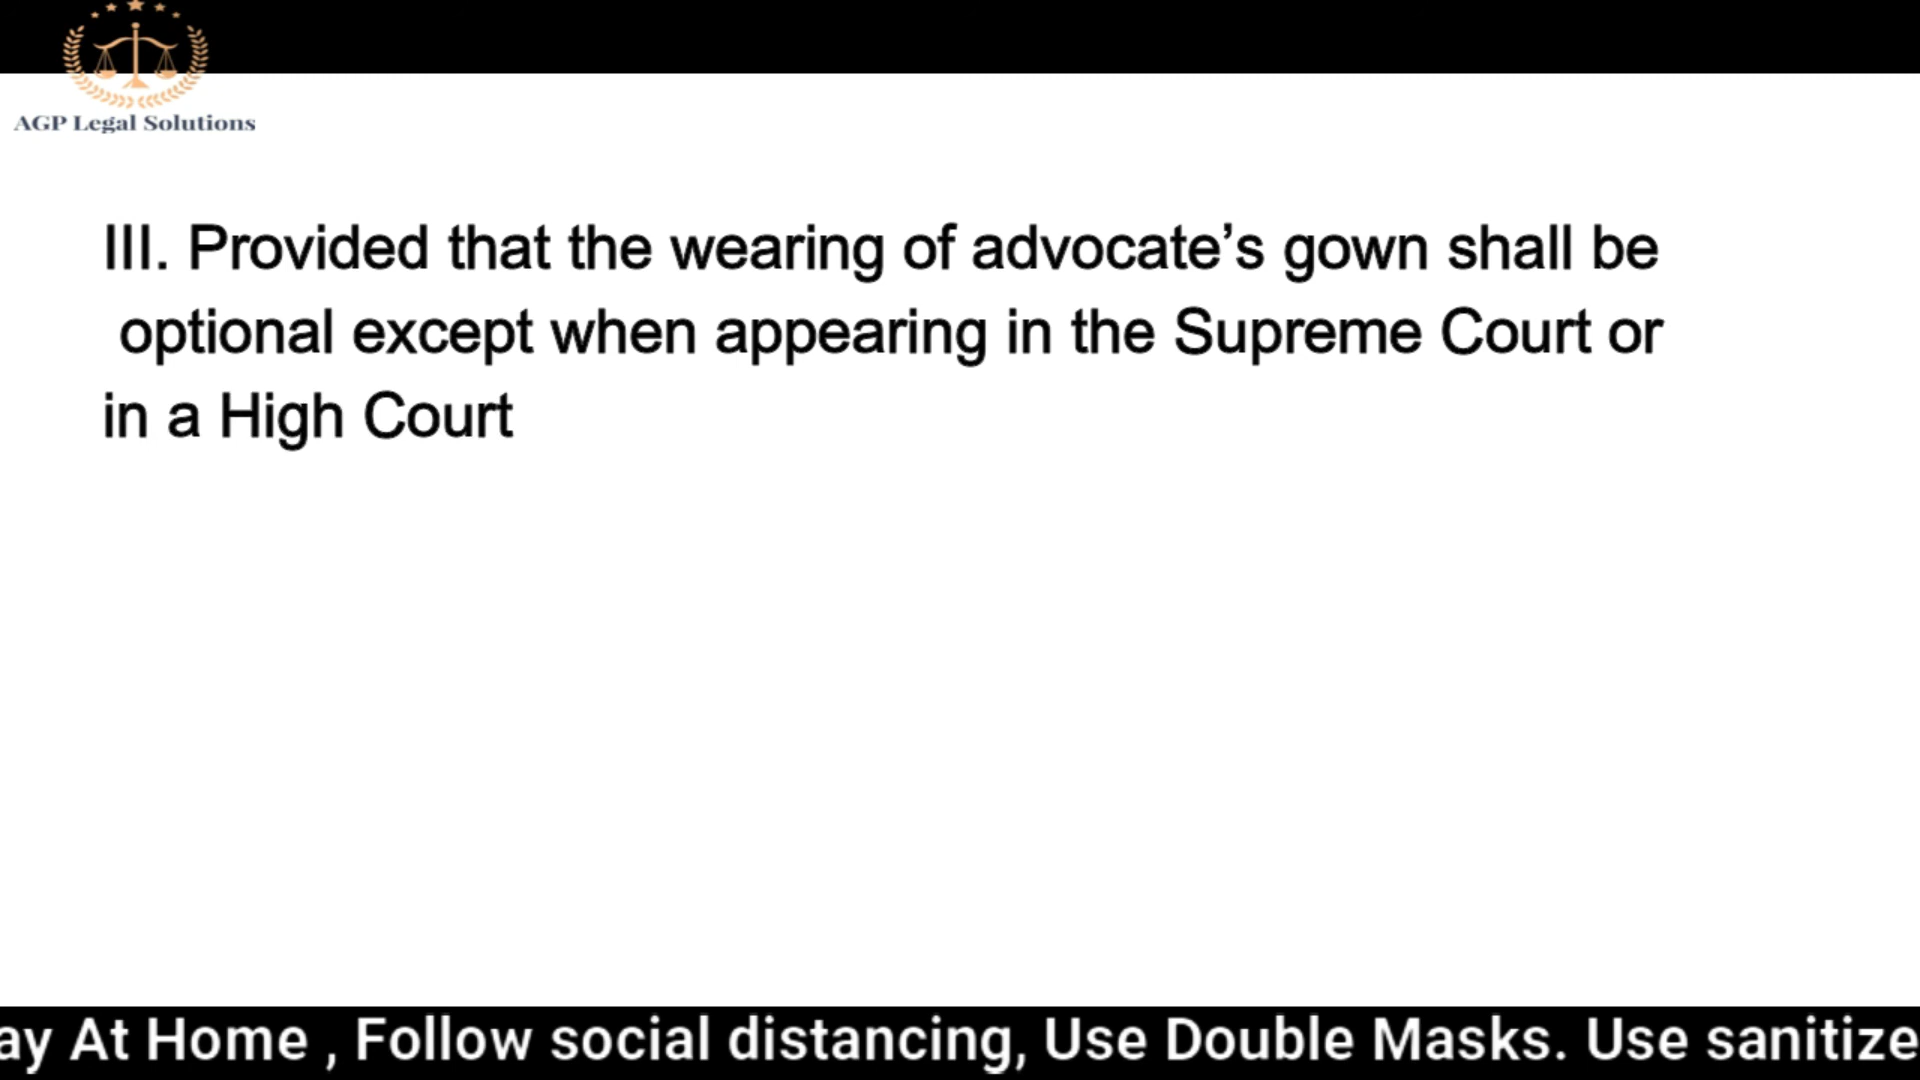 AGP Legal Solutions
III. Provided that the wearing of advocate’s gown shall be
optional except when appearing in the Supreme Court or
in a High Court
ay At Home , Follow social distancing, Use Double Masks. Use sanitize